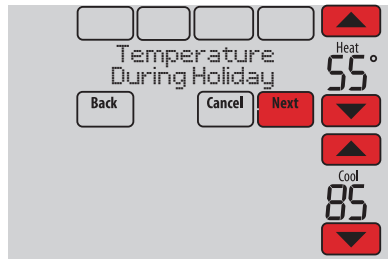 Temperature
During Holiday
Back
Cancel
Next
Heat
55°
Cool
85